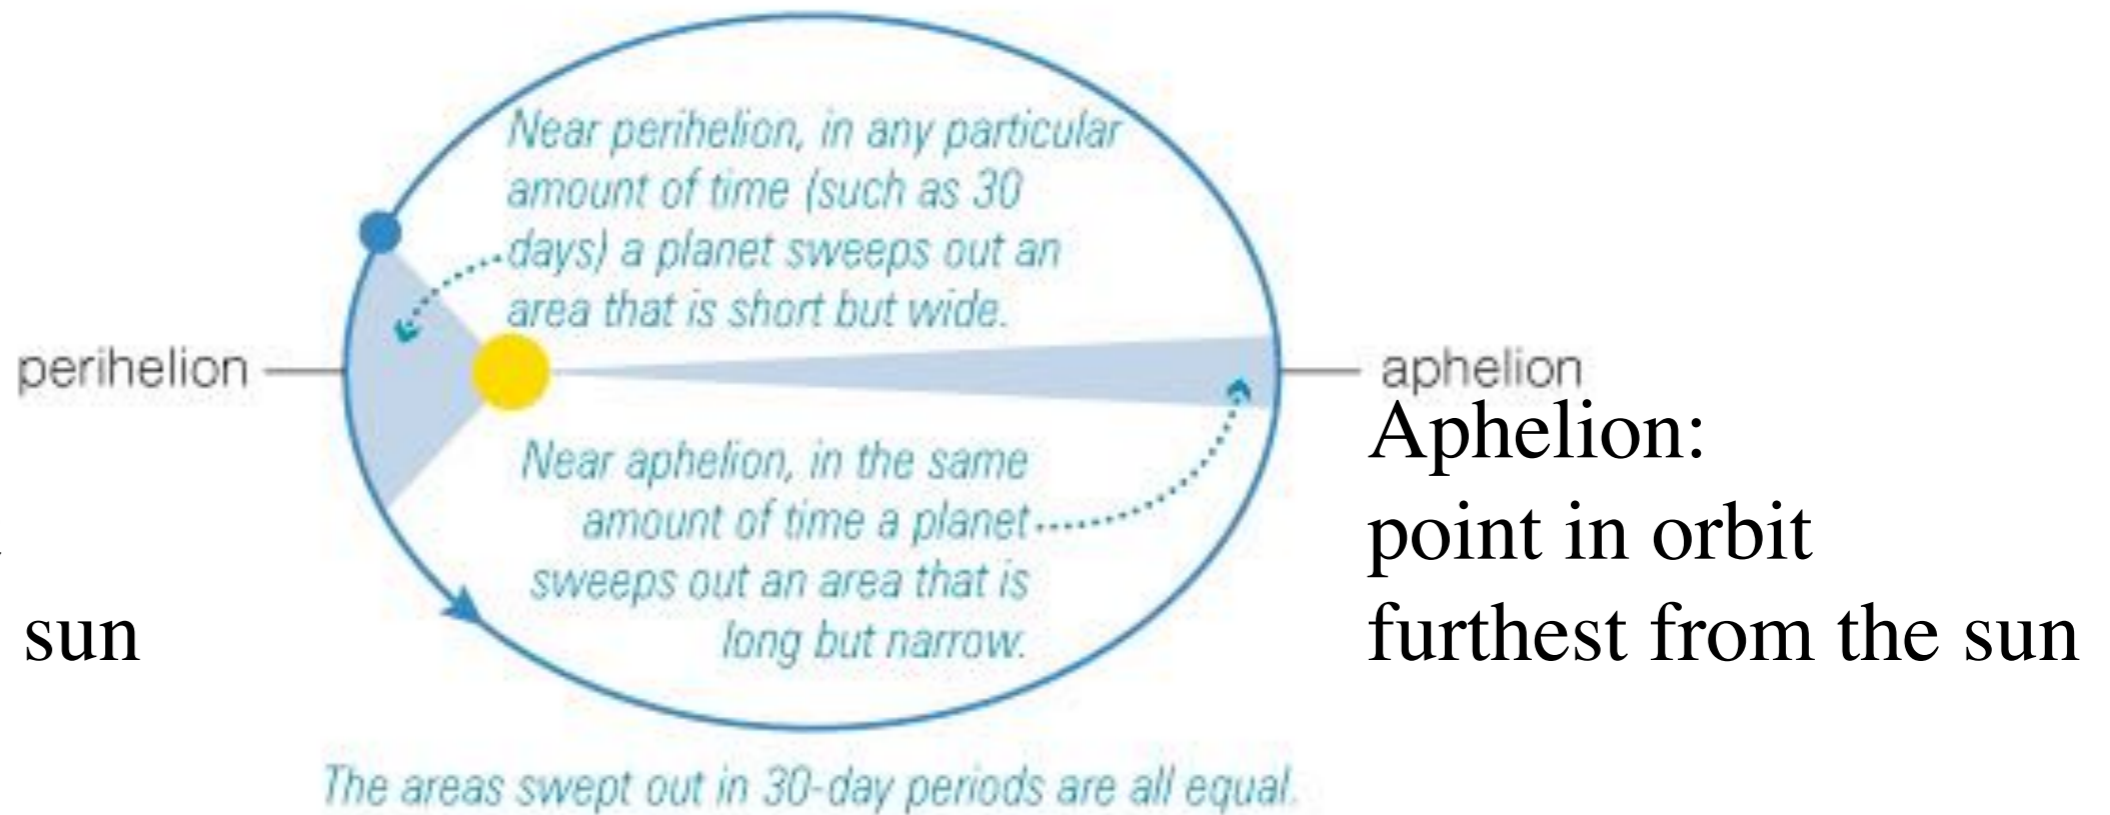 Near perihelion, in any particular
amount of time (such as 30
days) a planet sweeps out an
area that is short but wide.
perihelion
aphelion
Near aphelion, in the same
amount of time a planet
sweeps out an area that is
long but narrow.
Aphelion:
point in orbit
furthest from the sun
sun
The areas swept out in 30-day periods are all equal.